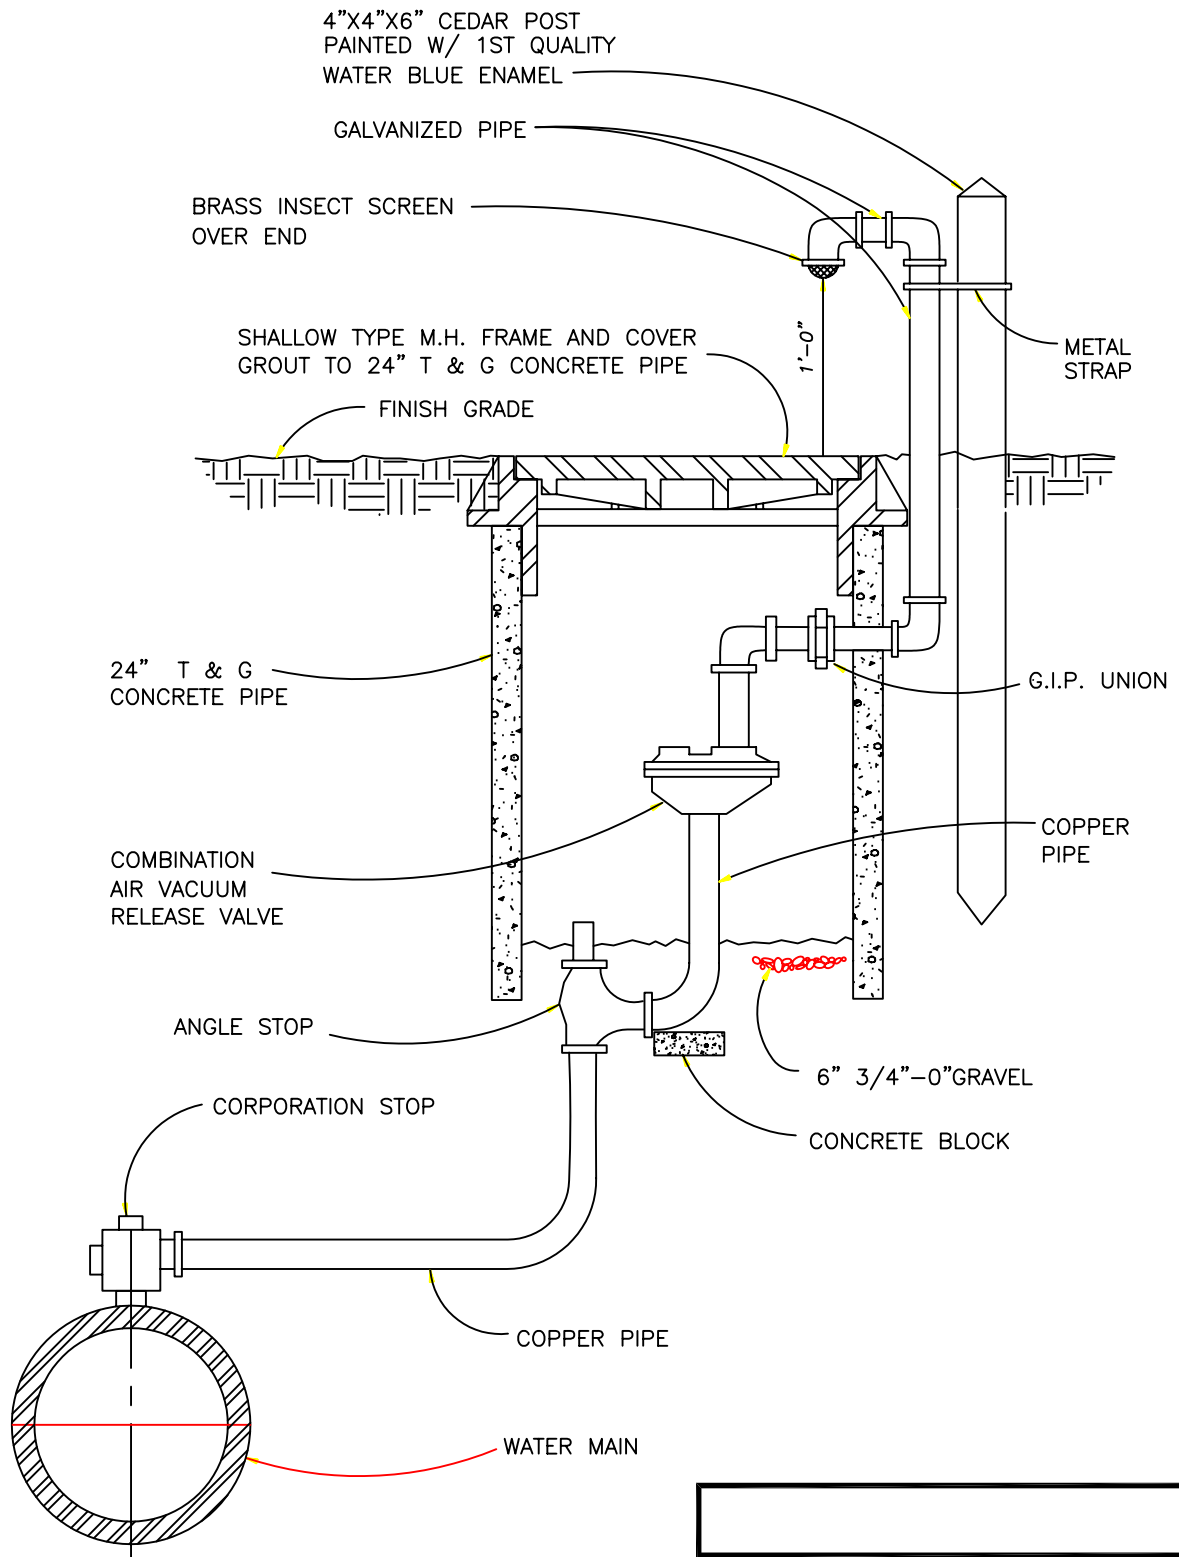 4”X4”X6” CEDAR POST
PAINTED W/ 1ST QUALITY
WATER BLUE ENAMEL
GALVANIZED PIPE
BRASS INSECT SCREEN
OVER END
SHALLOW TYPE M.H. FRAME AND COVER
GROUT TO 24” T & G CONCRETE PIPE
1’-0”
METAL
STRAP
FINISH GRADE
24” T & G
CONCRETE PIPE
G.I.P. UNION
COPPER
PIPE
COMBINATION
AIR VACUUM
RELEASE VALVE
ANGLE STOP
6” 3/4”-0”GRAVEL
CORPORATION STOP
CONCRETE BLOCK
COPPER PIPE
WATER MAIN